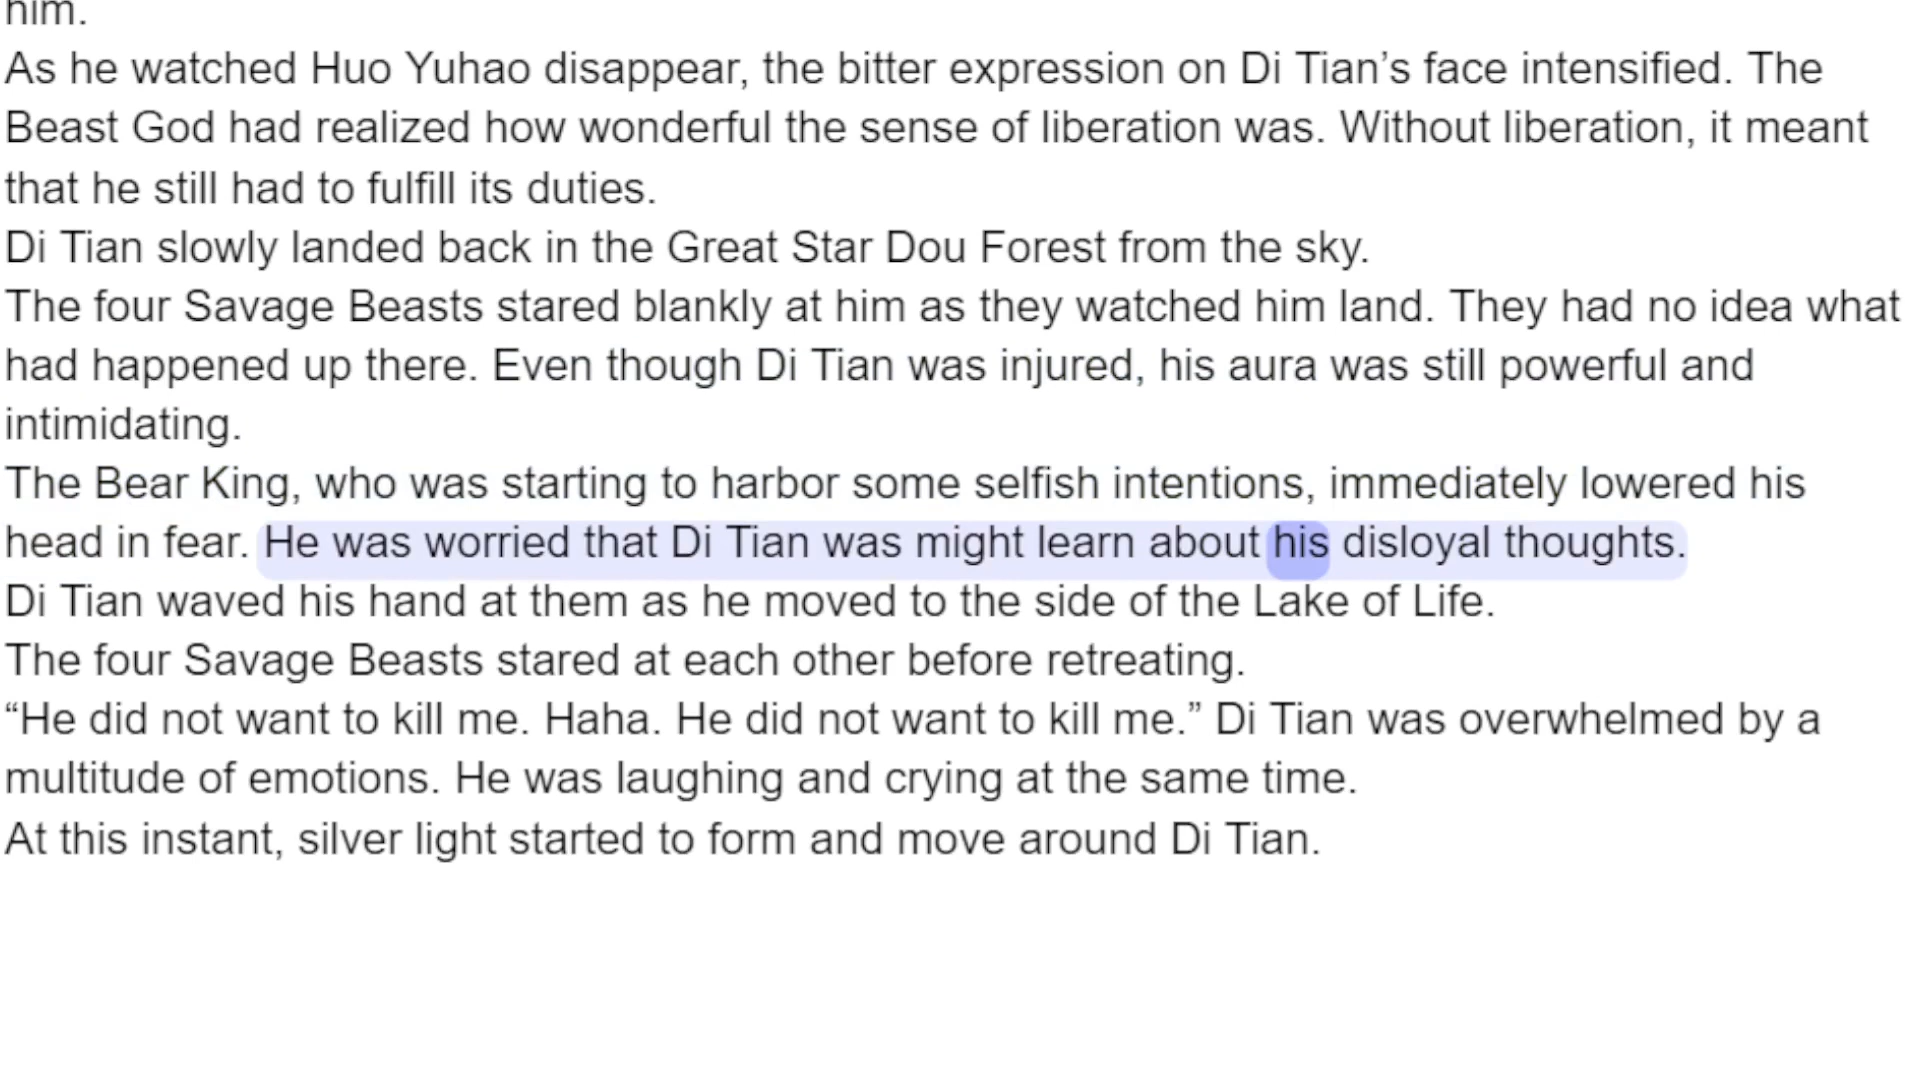 him.
As he watched Huo Yuhao disappear, the bitter expression on Di Tian’s face intensified. The
Beast God had realized how wonderful the sense of liberation was. Without liberation, it meant
that he still had to fulfill its duties.
Di Tian slowly landed back in the Great Star Dou Forest from the sky.
The four Savage Beasts stared blankly at him as they watched him land. They had no idea what
had happened up there. Even though Di Tian was injured, his aura was still powerful and
intimidating.
The Bear King, who was starting to harbor some selfish intentions, immediately lowered his
head in fear. He was worried that Di Tian was might learn about his disloyal thoughts.
Di Tian waved his hand at them as he moved to the side of the Lake of Life.
The four Savage Beasts stared at each other before retreating.
“He did not want to kill me. Haha. He did not want to kill me.” Di Tian was overwhelmed by a
multitude of emotions. He was laughing and crying at the same time.
At this instant, silver light started to form and move around Di Tian.